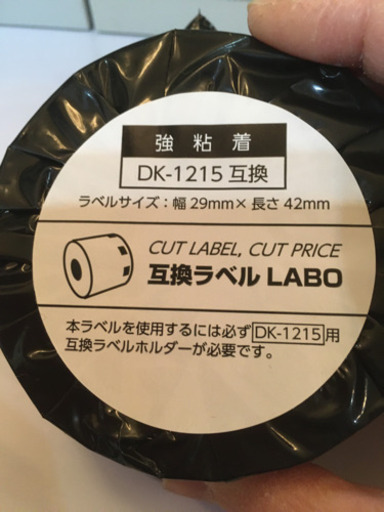 強粘着
DK-1215 互換
ラベルサイズ：幅 29mm× 長さ 42mm
CUT LABEL, CUT PRICE
互換ラベル LABO
本ラベルを使用するには必ず DK-1215 用
互換ラベルホルダーが必要です。